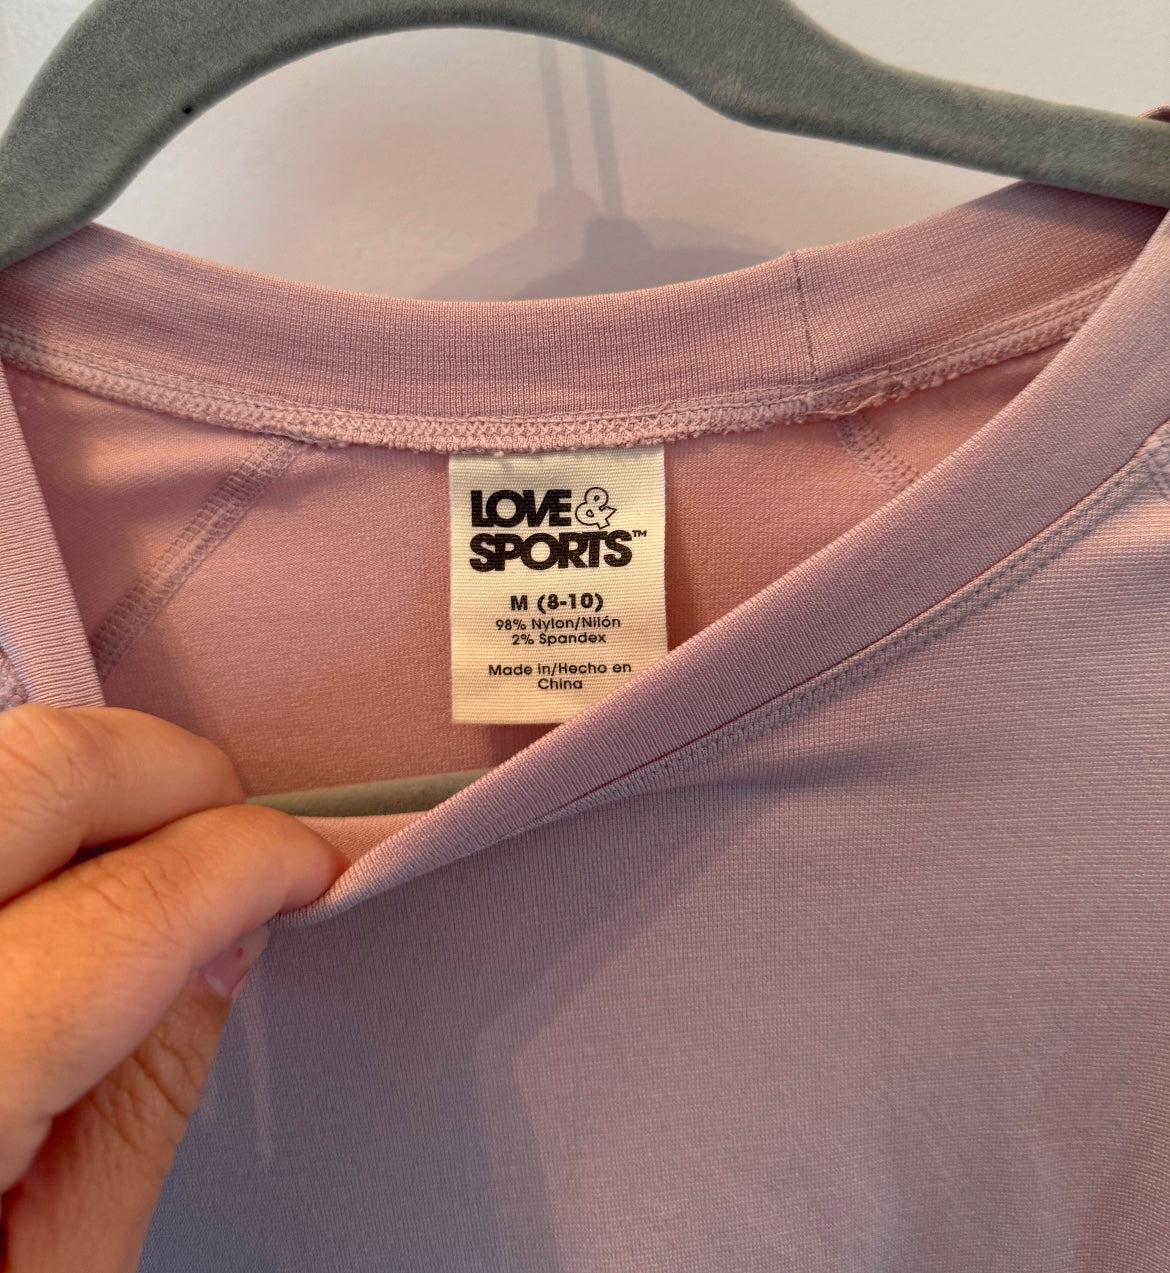 LOVE &
SPORTS™
M (8-10)
98% Nylon/Nilón
2% Spandex
Made in/Hecho en
China